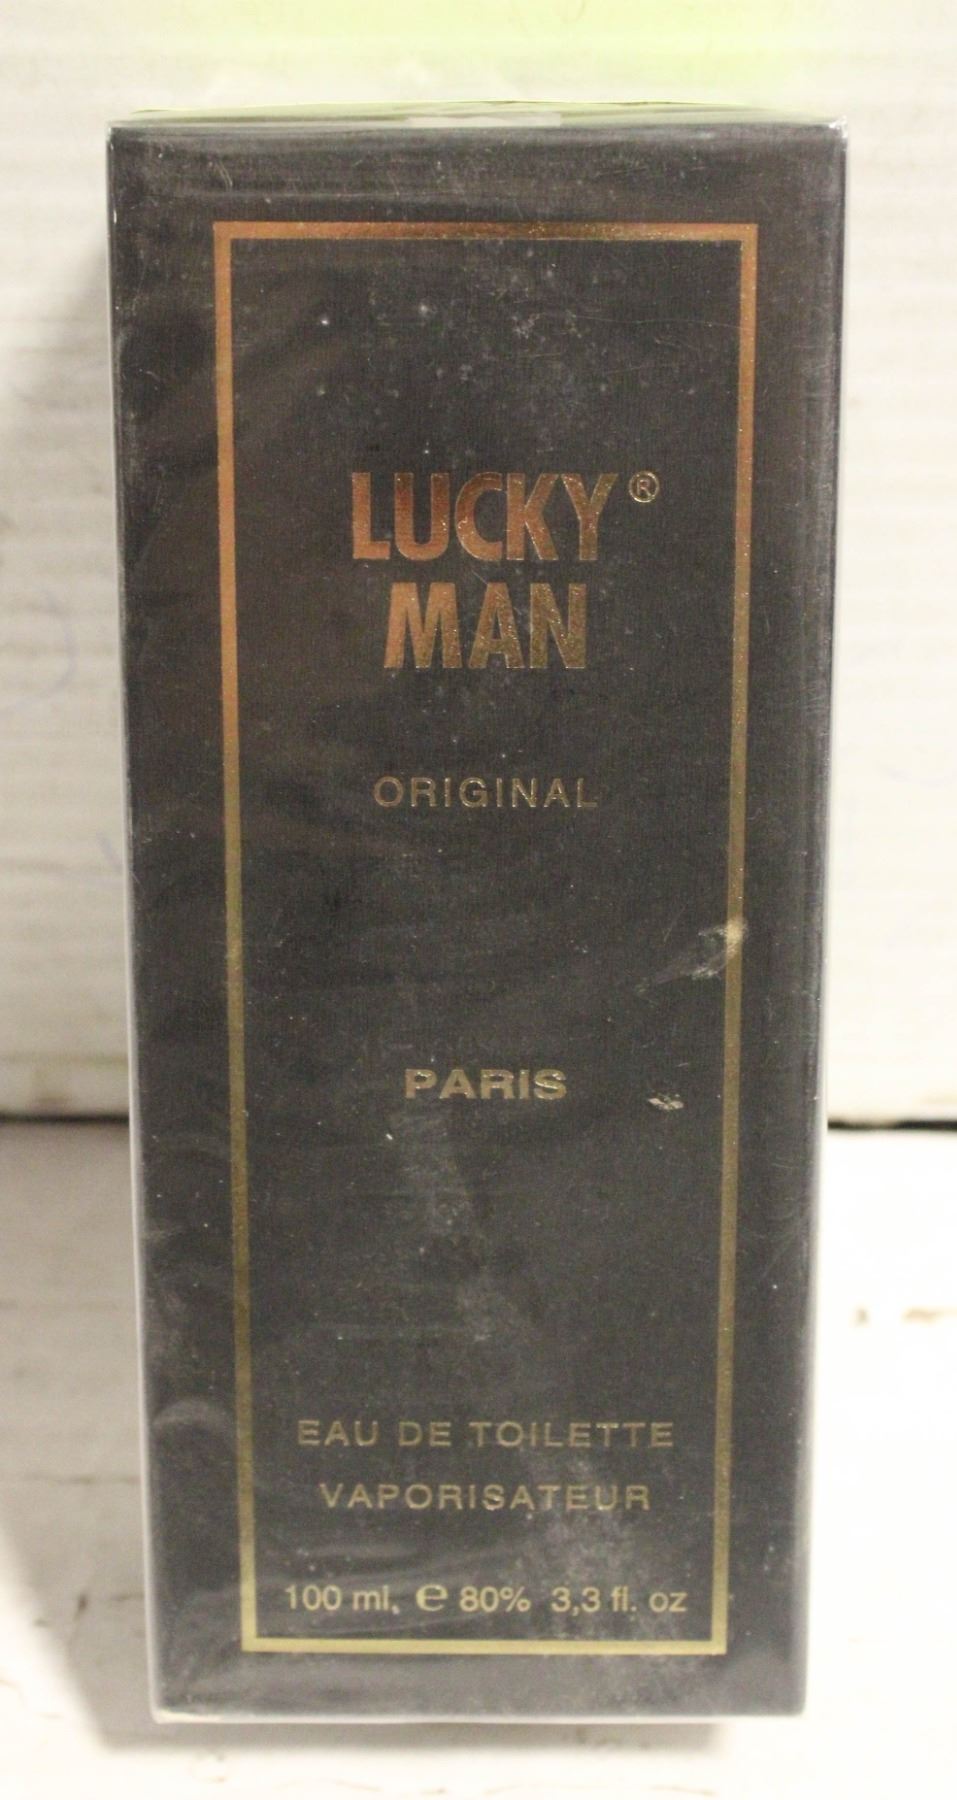 LUCKY®
MAN
ORIGINAL
PARIS
EAU DE TOILETTE
VAPORISATEUR
100 ml. ℮ 80% 3,3 fl. oz